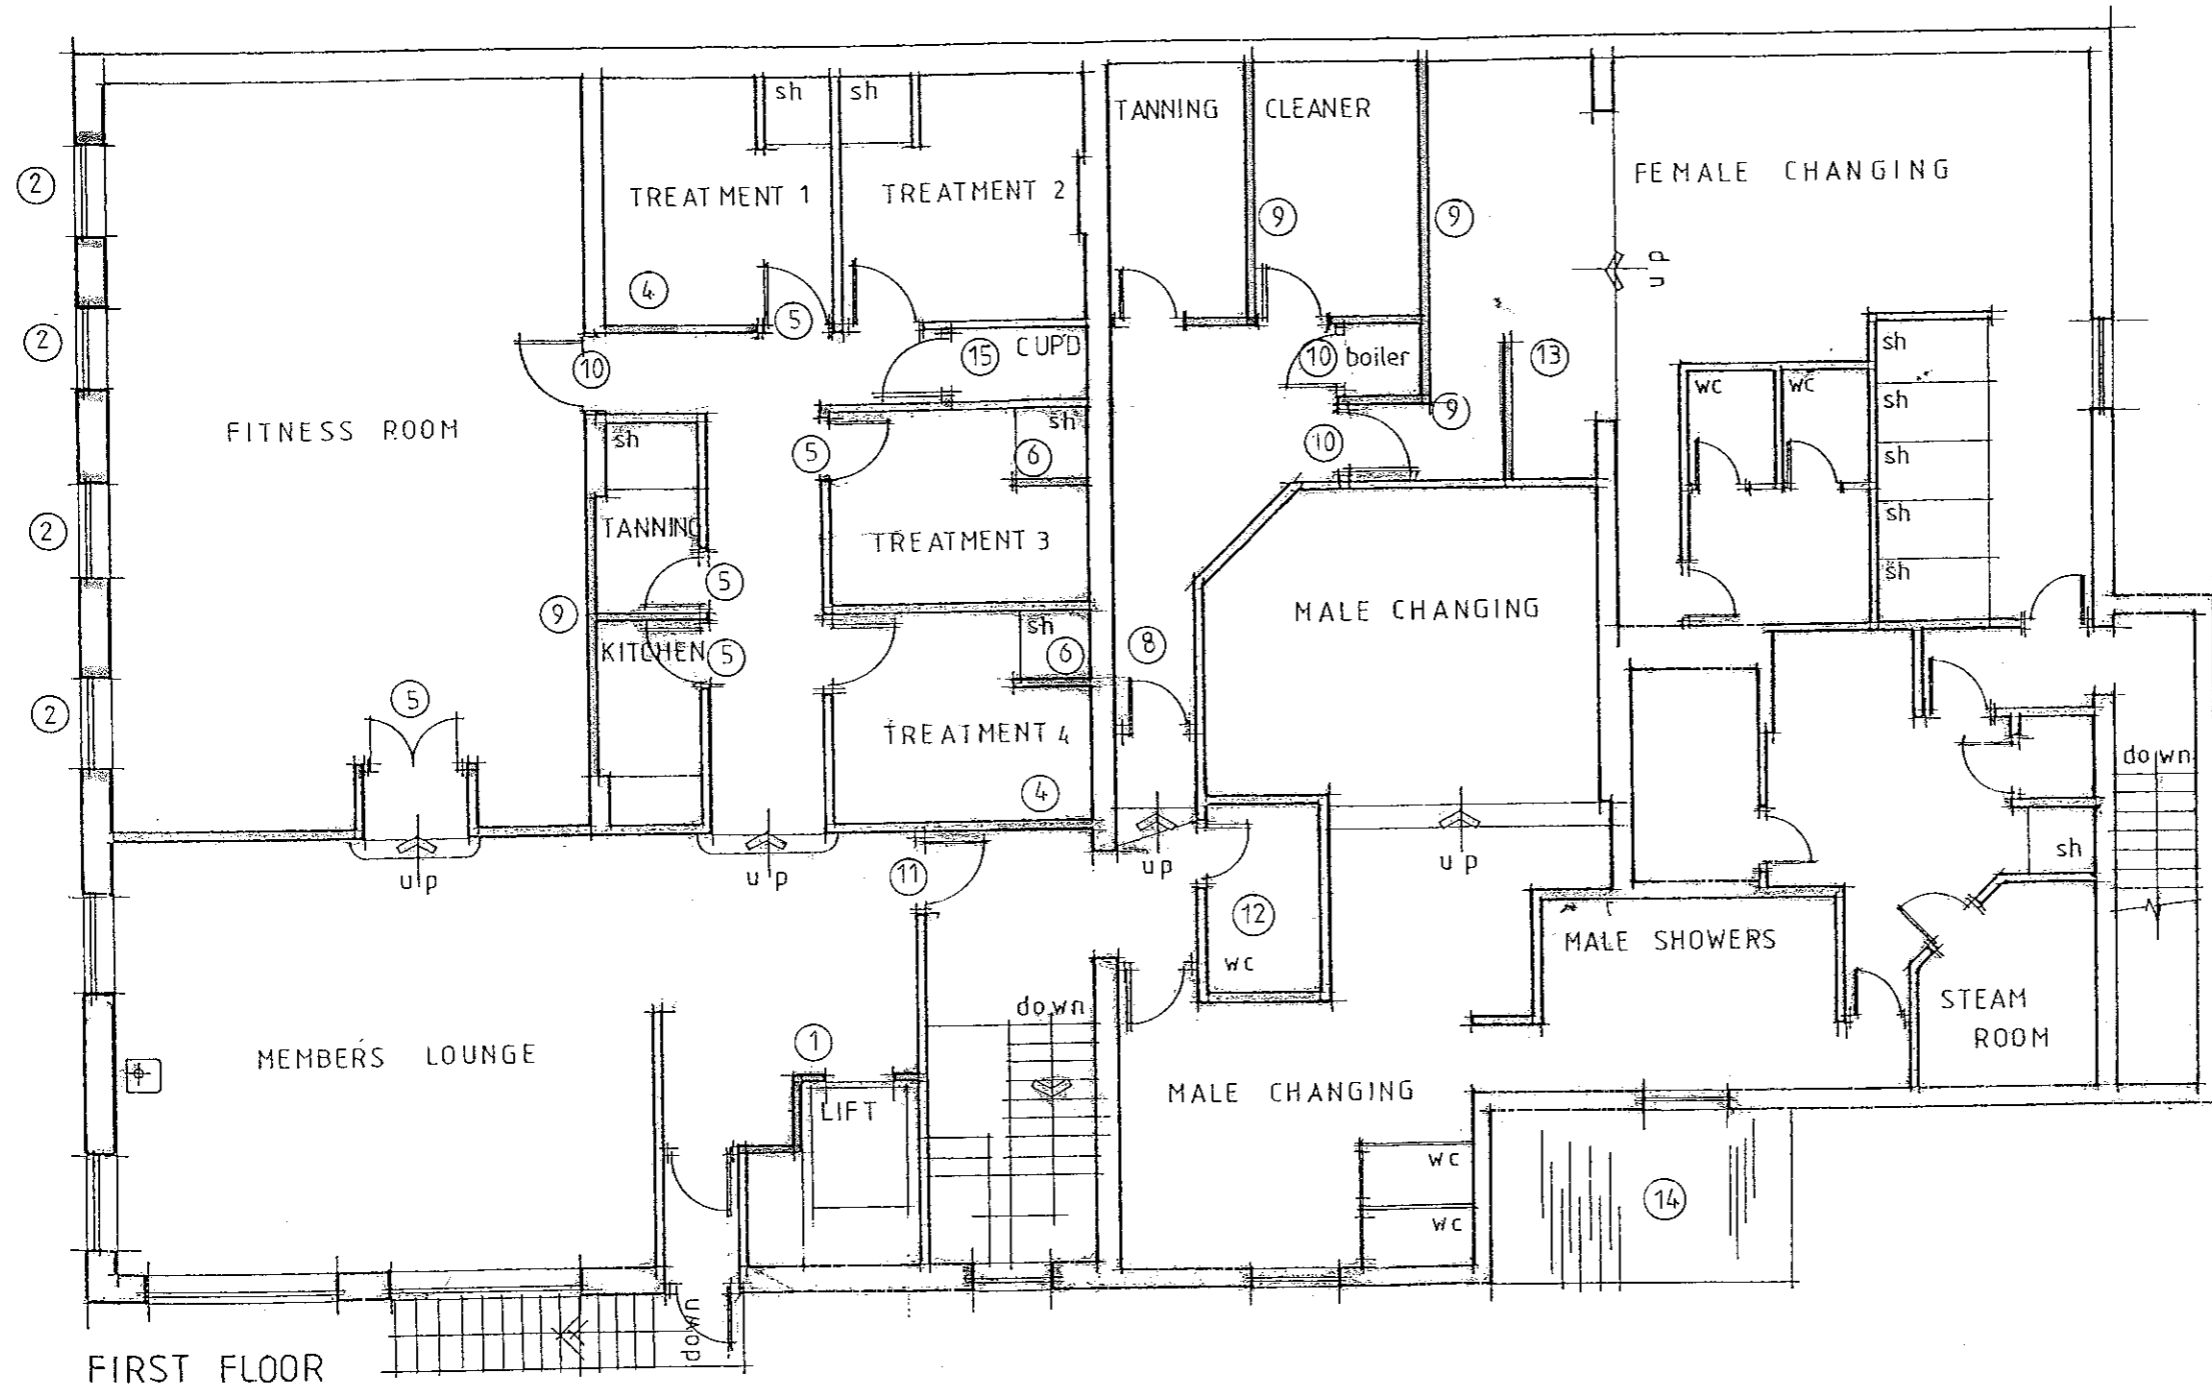 sh
sh
TANNING
CLEANER
FEMALE CHANGING
2
TREATMENT 1
TREATMENT 2
9
9
up
4
5
2
10
15
CUP'D
10
boiler
13
sh
wc
wc
sh
9
FITNESS ROOM
sh
5
sh
6
10
sh
2
TANNING
TREATMENT 3
sh
5
sh
9
MALE CHANGING
KITCHEN
5
sh
6
8
2
5
TREATMENT 4
4
down
up
up
11
up
up
sh
12
wc
MALE SHOWERS
down
STEAM
ROOM
MEMBERS LOUNGE
1
LIFT
MALE CHANGING
wc
wc
14
down
FIRST FLOOR